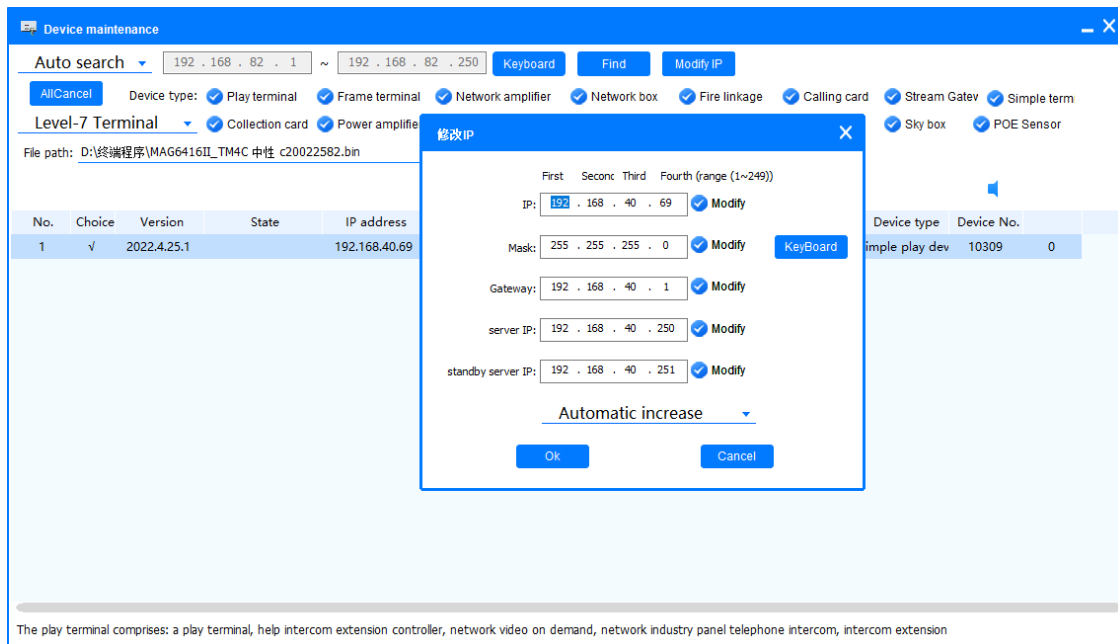 Device maintenance
Auto search 192 . 168 . 82 . 1 ~ 192 . 168 . 82 . 250 Keyboard Find Modify IP
AllCancel Device type: Play terminal Frame terminal Network amplifier Network box Fire linkage Calling card Stream Gatev Simple term
Level-7 Terminal Collection card Power amplifie Sky box POE Sensor
File path: D:\终端程序\MAG6416II_TM4C 中性 c20022582.bin
No. Choice Version State IP address Device type Device No.
1 √ 2022.4.25.1 192.168.40.69 imple play dev 10309 0
修改IP
First Seconc Third Fourth (range (1~249))
IP: 192 . 168 . 40 . 69 Modify
Mask: 255 . 255 . 255 . 0 Modify KeyBoard
Gateway: 192 . 168 . 40 . 1 Modify
server IP: 192 . 168 . 40 . 250 Modify
standby server IP: 192 . 168 . 40 . 251 Modify
Automatic increase
Ok Cancel
The play terminal comprises: a play terminal, help intercom extension controller, network video on demand, network industry panel telephone intercom, intercom extension